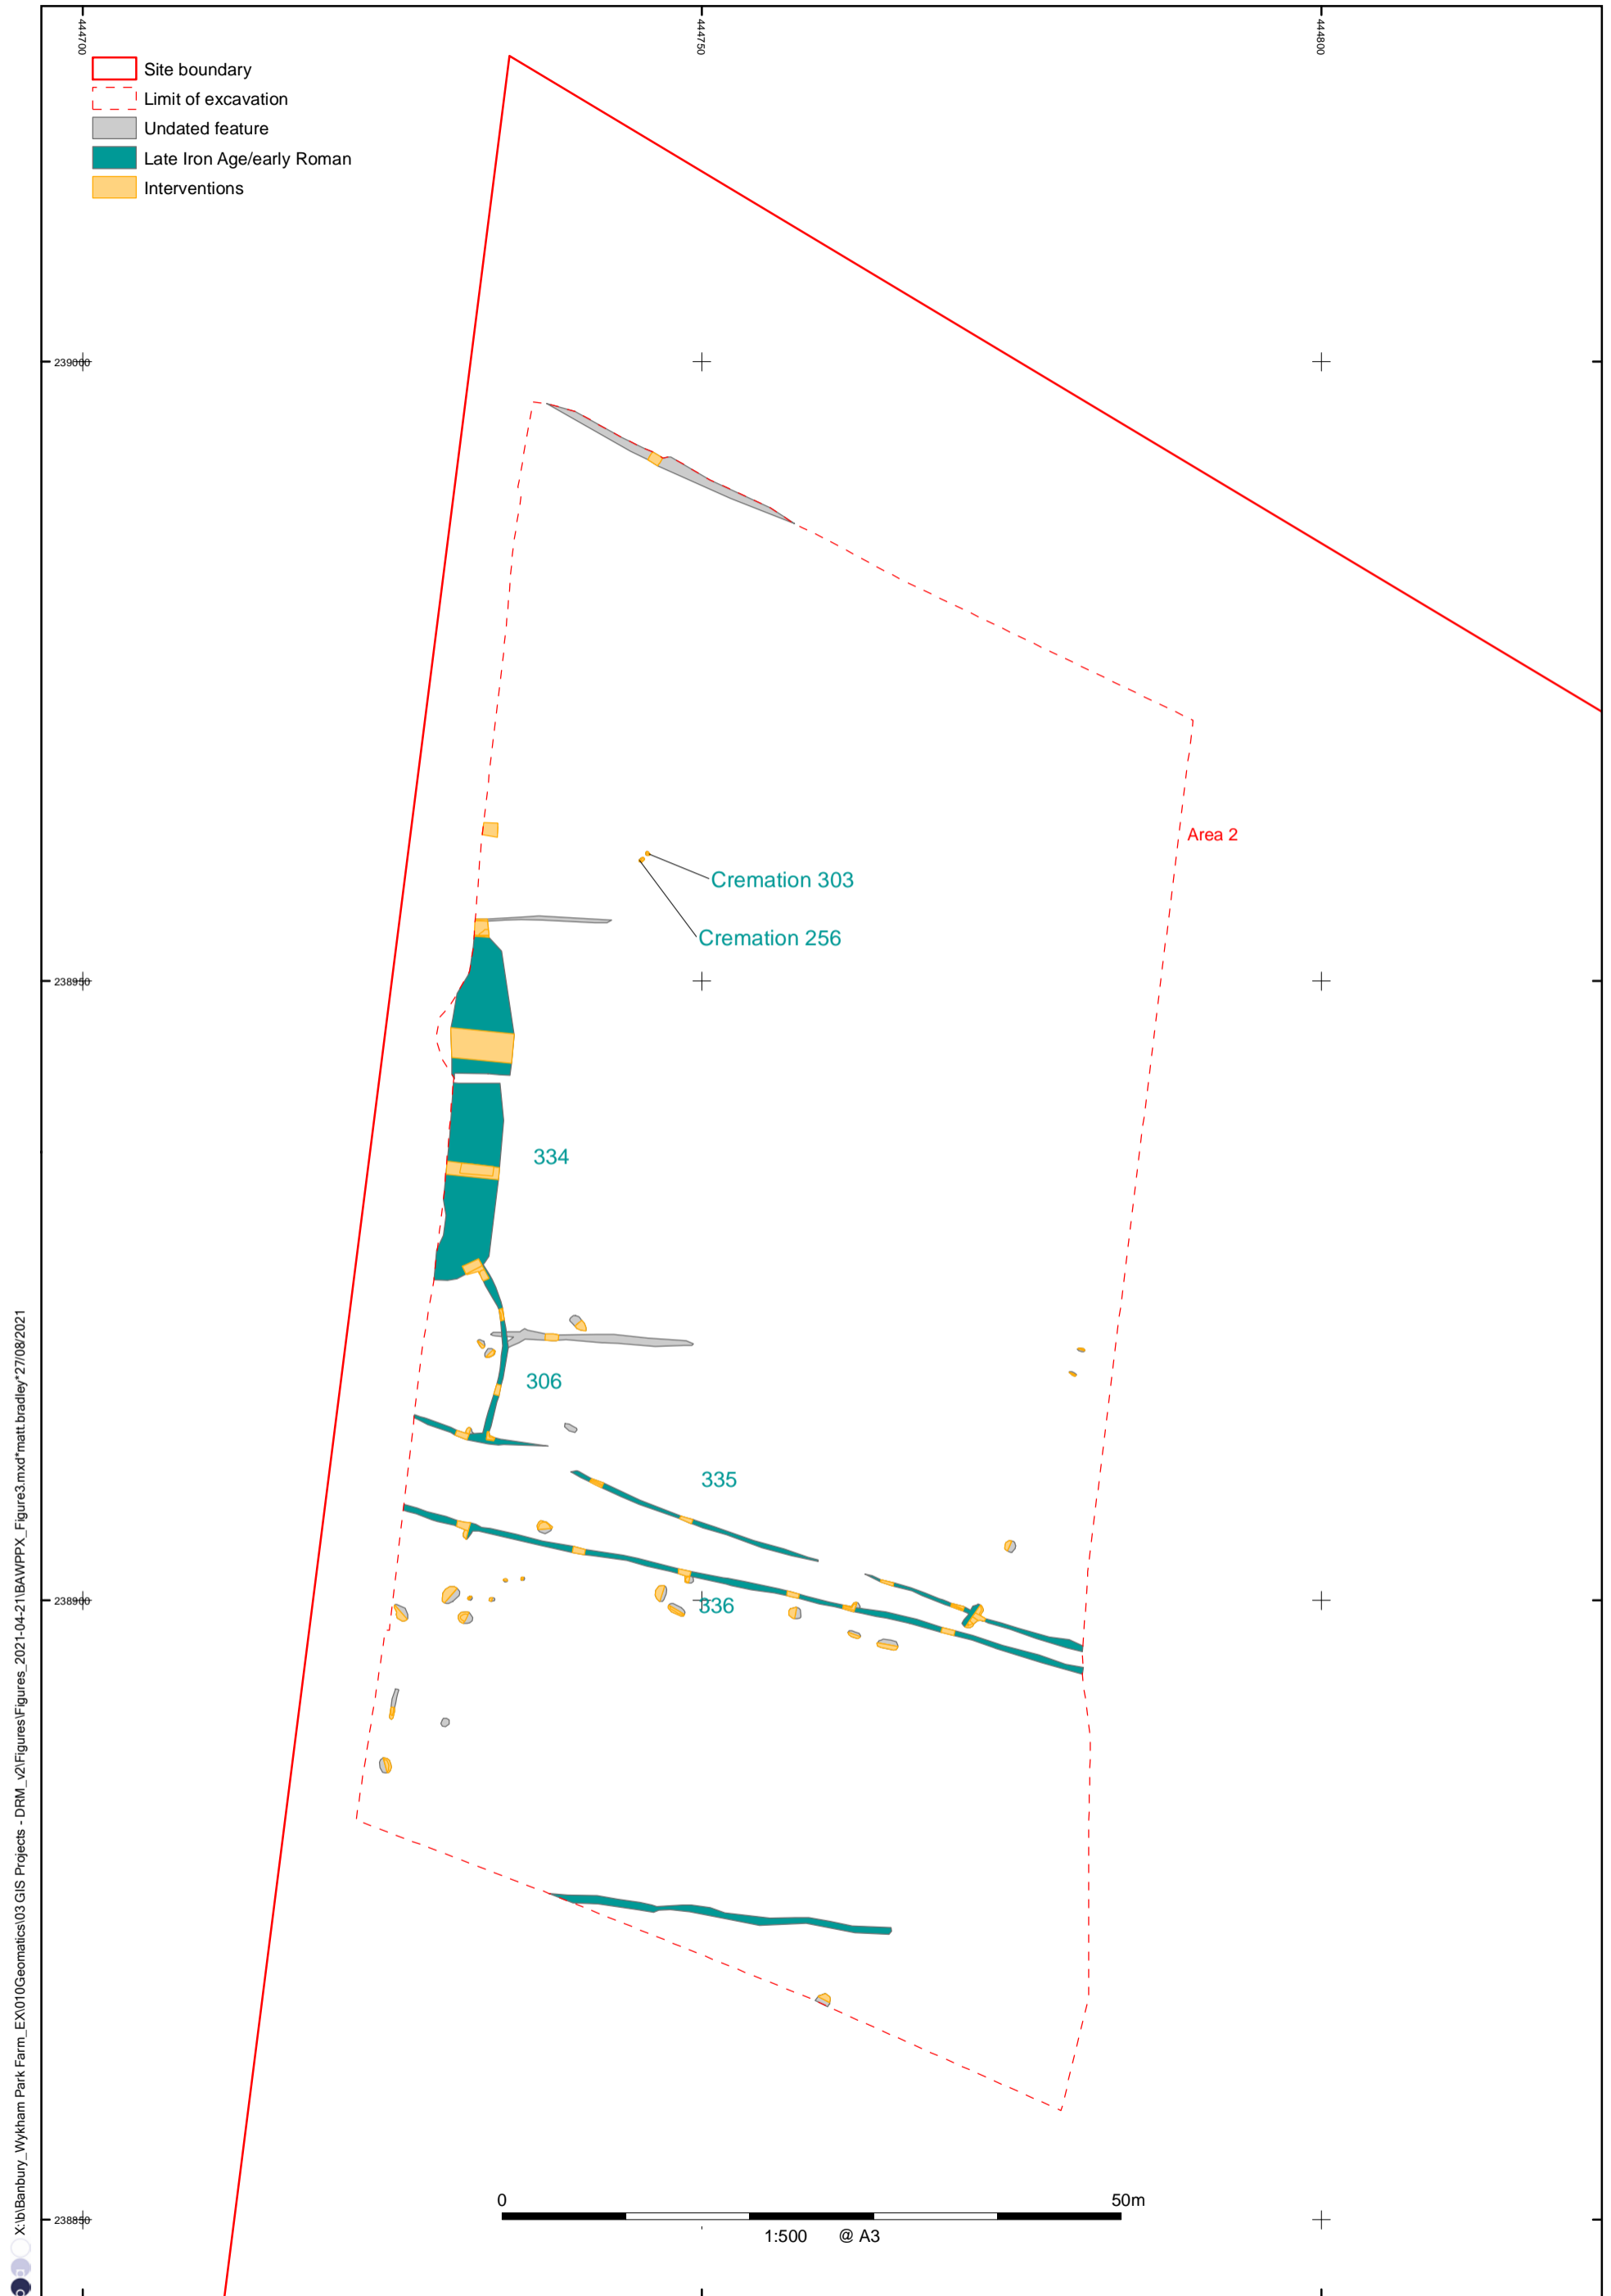 444700
444750
444800
Site boundary
Limit of excavation
Undated feature
Late Iron Age/early Roman
Interventions
239000
Area 2
Cremation 303
Cremation 256
238950
334
306
335
238900
336
238850
0
50m
1:500 @ A3
X:\b\Banbury_Wykham Park Farm_EX\010Geomatics\03 GIS Projects - DRM_v2\Figures\Figures_2021-04-21\BAWPPX_Figure3.mxd*matt.bradley*27/08/2021